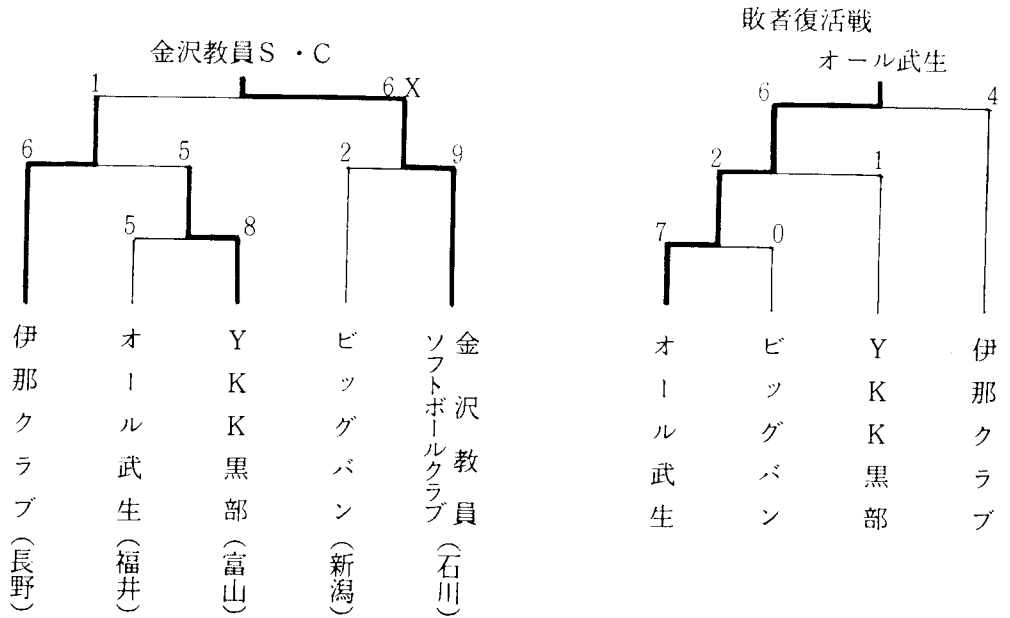 金沢教員S・C
1 6X
6 5 2 9
5 8
伊那クラブ(長野)
オール武生(福井)
YKK黒部(富山)
ビッグバン(新潟)
金沢教員
ソフトボールクラブ
(石川)
敗者復活戦
オール武生
6 4
2 1
7 0
オール武生
ビッグバン
YKK黒部
伊那クラブ